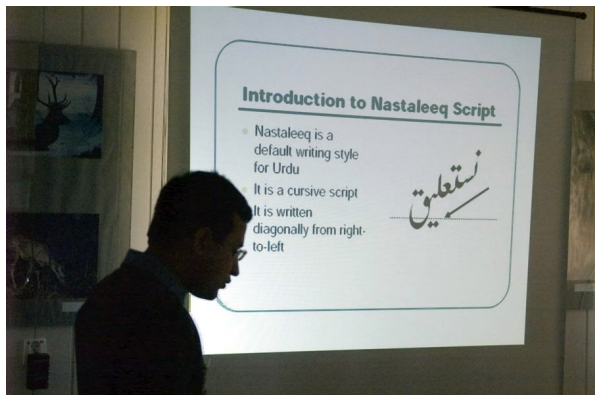 Introduction to Nastaleeq Script
Nastaleeq is a
default writing style
for Urdu
It is a cursive script
It is written
diagonally from right-
to-left
نستعلیق